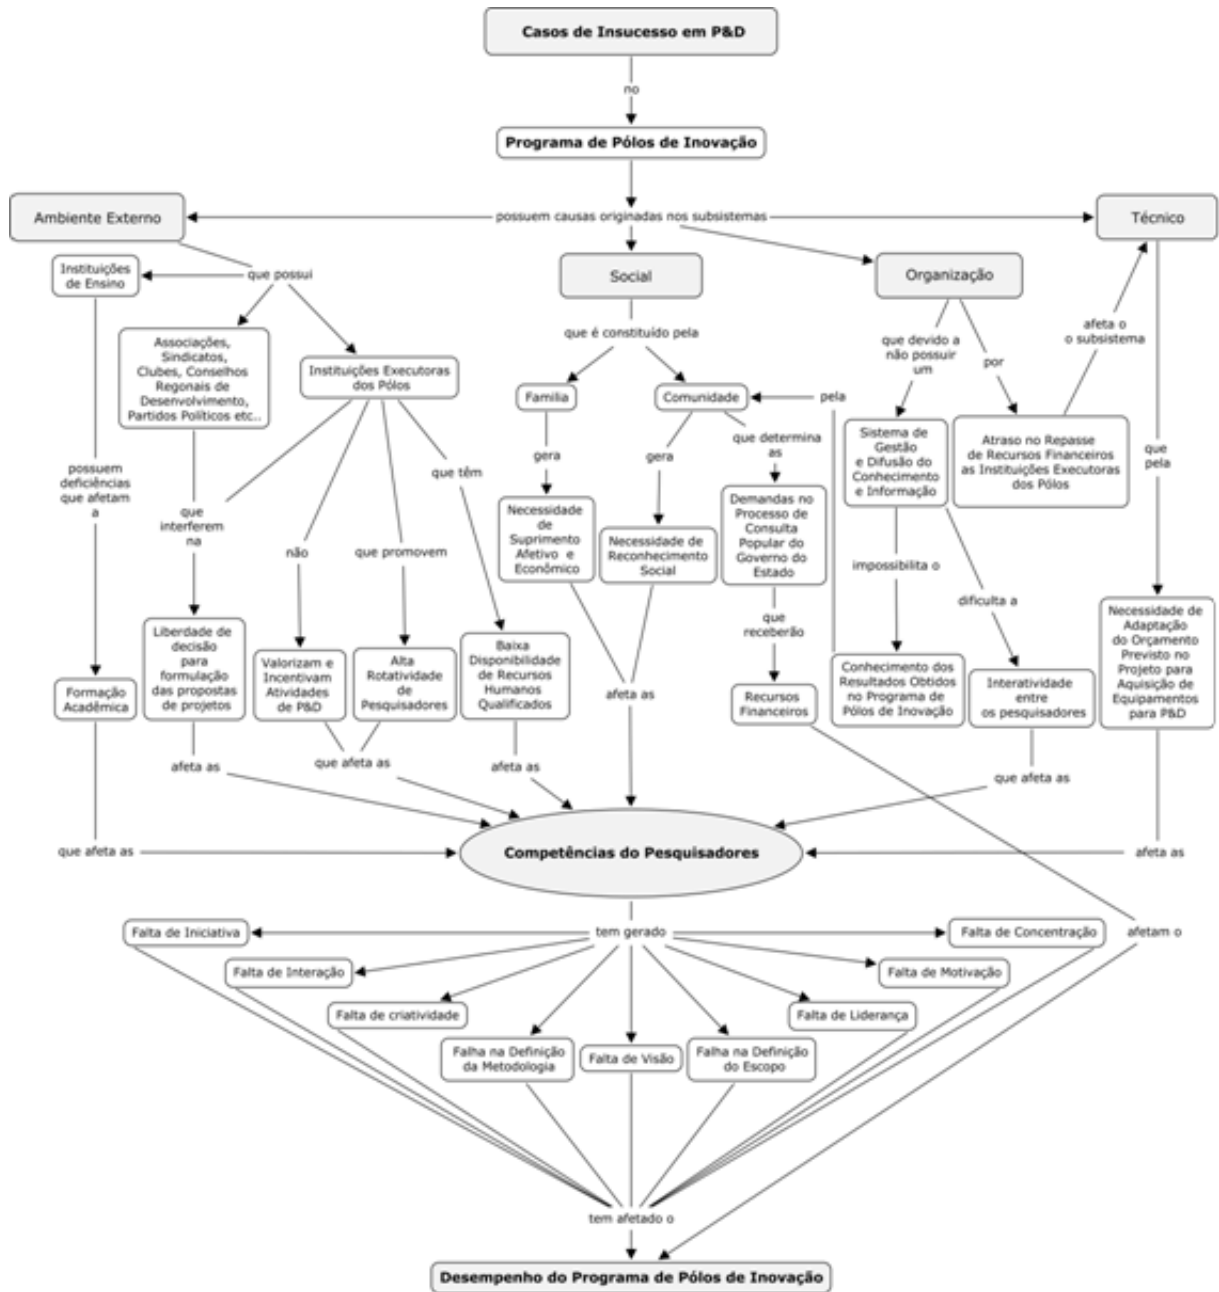 Casos de Insucesso em P&D
no
Programa de Pólos de Inovação
possuem causas originadas nos subsistemas
Ambiente Externo
Técnico
Social
Organização
Instituições
de Ensino
que possui
Associações,
Sindicatos,
Clubes, Conselhos
Regonais de
Desenvolvimento,
Partidos Políticos etc..
Instituições Executoras
dos Pólos
que é constituído pela
Familia
Comunidade
pela
que devido a
não possuir
um
por
afeta o
o subsistema
Sistema de
Gestão
e Difusão do
Conhecimento
e Informação
Atraso no Repasse
de Recursos Financeiros
as Instituições Executoras
dos Pólos
que
pela
possuem
deficiências
que afetam
a
que
interferem
na
não
que promovem
que têm
gera
gera
que determina
as
Necessidade
de
Suprimento
Afetivo e
Econômico
Necessidade de
Reconhecimento
Social
Demandas no
Processo de
Consulta
Popular do
Governo do
Estado
impossibilita o
dificulta a
que
receberão
Formação
Acadêmica
Liberdade de
decisão
para
formulação
das propostas
de projetos
Valorizam e
Incentivam
Atividades
de P&D
Alta
Rotatividade
de
Pesquisadores
Baixa
Disponibilidade
de Recursos
Humanos
Qualificados
Recursos
Financeiros
Conhecimento dos
Resultados Obtidos
no Programa de
Pólos de Inovação
Interatividade
entre
os pesquisadores
Necessidade de
Adaptação
do Orçamento
Previsto no
Projeto para
Aquisição de
Equipamentos
para P&D
afeta as
que afeta as
afeta as
afeta as
que afeta as
que afeta as
afeta as
Competências do Pesquisadores
tem gerado
afetam o
Falta de Iniciativa
Falta de Concentração
Falta de Interação
Falta de Motivação
Falta de criatividade
Falta de Liderança
Falha na Definição
da Metodologia
Falta de Visão
Falha na Definição
do Escopo
tem afetado o
Desempenho do Programa de Pólos de Inovação